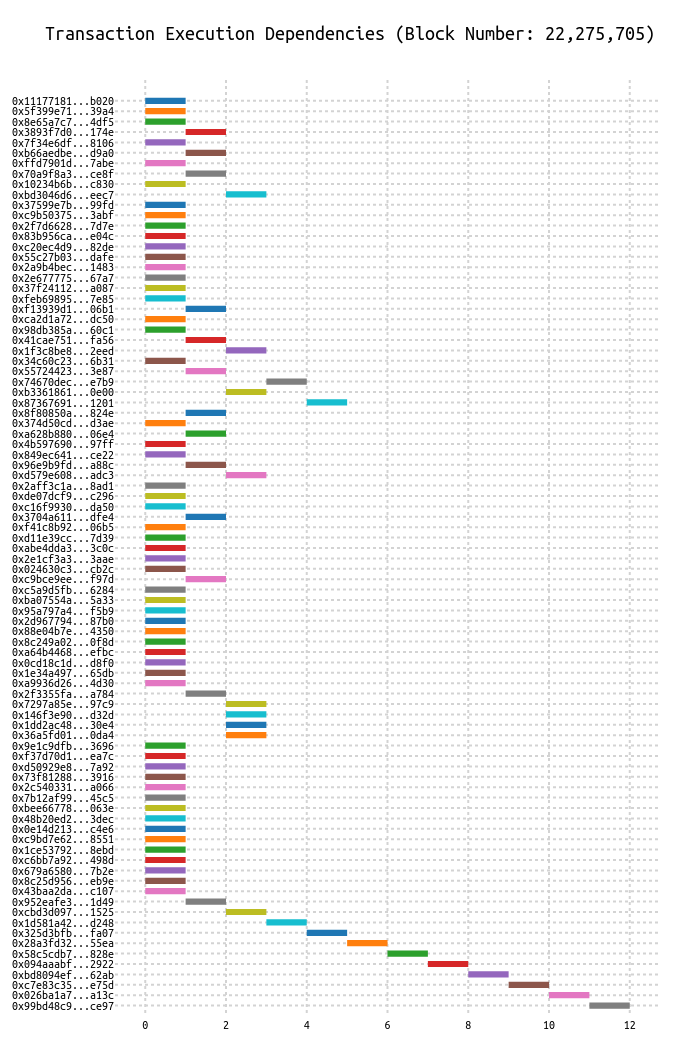 Transaction Execution Dependencies (Block Number: 22,275,705)
0x11177181...b020
0x5f399e71...39a4
0x8e65a7c7...4df5
0x3893f7d0...174e
0x7f34e6df...8106
0xb66aedbe...d9a0
0xffd7901d...7abe
0x70a9f8a3...ce8f
0x10234b6b...c830
0xbd3046d6...eec7
0x37599e7b...99fd
0xc9b50375...3abf
0x2f7d6628...7d7e
0x83b956ca...e04c
0xc20ec4d9...82de
0x55c27b03...dafe
0x2a9b4bec...1483
0x2e677775...67a7
0x37f24112...a087
0xfeb69895...7e85
0xf13939d1...06b1
0xca2d1a72...dc50
0x98db385a...60c1
0x41cae751...fa56
0x1f3c8be8...2eed
0x34c60c23...6b31
0x55724423...3e87
0x74670dec...e7b9
0xb3361861...0e00
0x87367691...1201
0x8f80850a...824e
0x374d50cd...d3ae
0xa628b880...06e4
0x4b597690...97ff
0x849ec641...ce22
0x96e9b9fd...a88c
0xd579e608...adc3
0x2aff3c1a...8ad1
0xde07dcf9...c296
0xc16f9930...da50
0x3704a611...dfe4
0xf41c8b92...06b5
0xd11e39cc...7d39
0xabe4dda3...3c0c
0x2e1cf3a3...3aae
0x024630c3...cb2c
0xc9bce9ee...f97d
0xc5a9d5fb...6284
0xba07554a...5a33
0x95a797a4...f5b9
0x2d967794...87b0
0x88e04b7e...4350
0x8c249a02...0f8d
0xa64b4468...efbc
0x0cd18c1d...d8f0
0x1e34a497...65db
0xa9936d26...4d30
0x2f3355fa...a784
0x7297a85e...97c9
0x146f3e90...d32d
0x1dd2ac48...30e4
0x36a5fd01...0da4
0x9e1c9dfb...3696
0xf37d70d1...ea7c
0xd50929e8...7a92
0x73f81288...3916
0x2c540331...a066
0x7b12af99...45c5
0xbee66778...063e
0x48b20ed2...3dec
0x0e14d213...c4e6
0xc9bd7e62...8551
0x1ce53792...8ebd
0xc6bb7a92...498d
0x679a6580...7b2e
0x8c25d956...eb9e
0x43baa2da...c107
0x952eafe3...1d49
0xcbd3d097...1525
0x1d581a42...d248
0x325d3bfb...fa07
0x28a3fd32...55ea
0x58c5cdb7...828e
0x094aaabf...2922
0xbd8094ef...62ab
0xc7e83c35...e75d
0x026ba1a7...a13c
0x99bd48c9...ce97
0 2 4 6 8 10 12